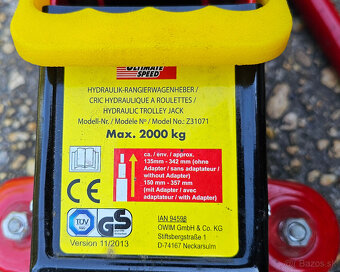 ULTIMATE
SPEED
HYDRAULIK-RANGIERWAGENHEBER/
CRIC HYDRAULIQUE A ROULETTES/
HYDRAULIC TROLLEY JACK
Modell-Nr./ Modèle Nº/ Model No.: Z31071
Max. 2000 kg
ca. / env. / approx.
135mm - 342 mm (ohne
Adapter / sans adaptateur /
without Adapter)
150 mm - 357 mm
(mit Adapter / avec
adaptateur / with Adapter)
CE
TÜV
GS
IAN 94598
OWIM GmbH & Co. KG
Stiftsbergstraße 1
D-74167 Neckarsulm
Version 11/2013
Bazos.sk